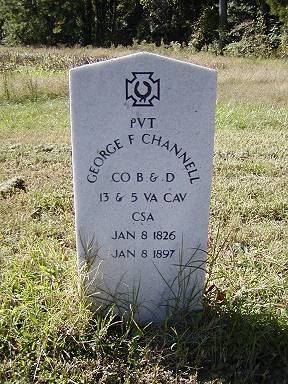 PVT
GEORGE F CHANNELL
CO B & D
13 & 5 VA CAV
CSA
JAN 8 1826
JAN 8 1897